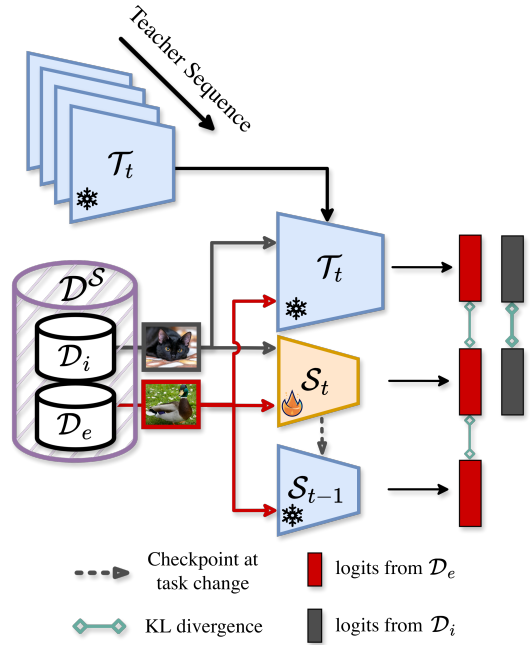 Teacher Sequence
𝒯ₜ
𝒯ₜ
𝒟^𝒮
𝒟ᵢ
𝒮ₜ
𝒟ₑ
𝒮ₜ₋₁
Checkpoint at
task change
logits from 𝒟ₑ
KL divergence
logits from 𝒟ᵢ